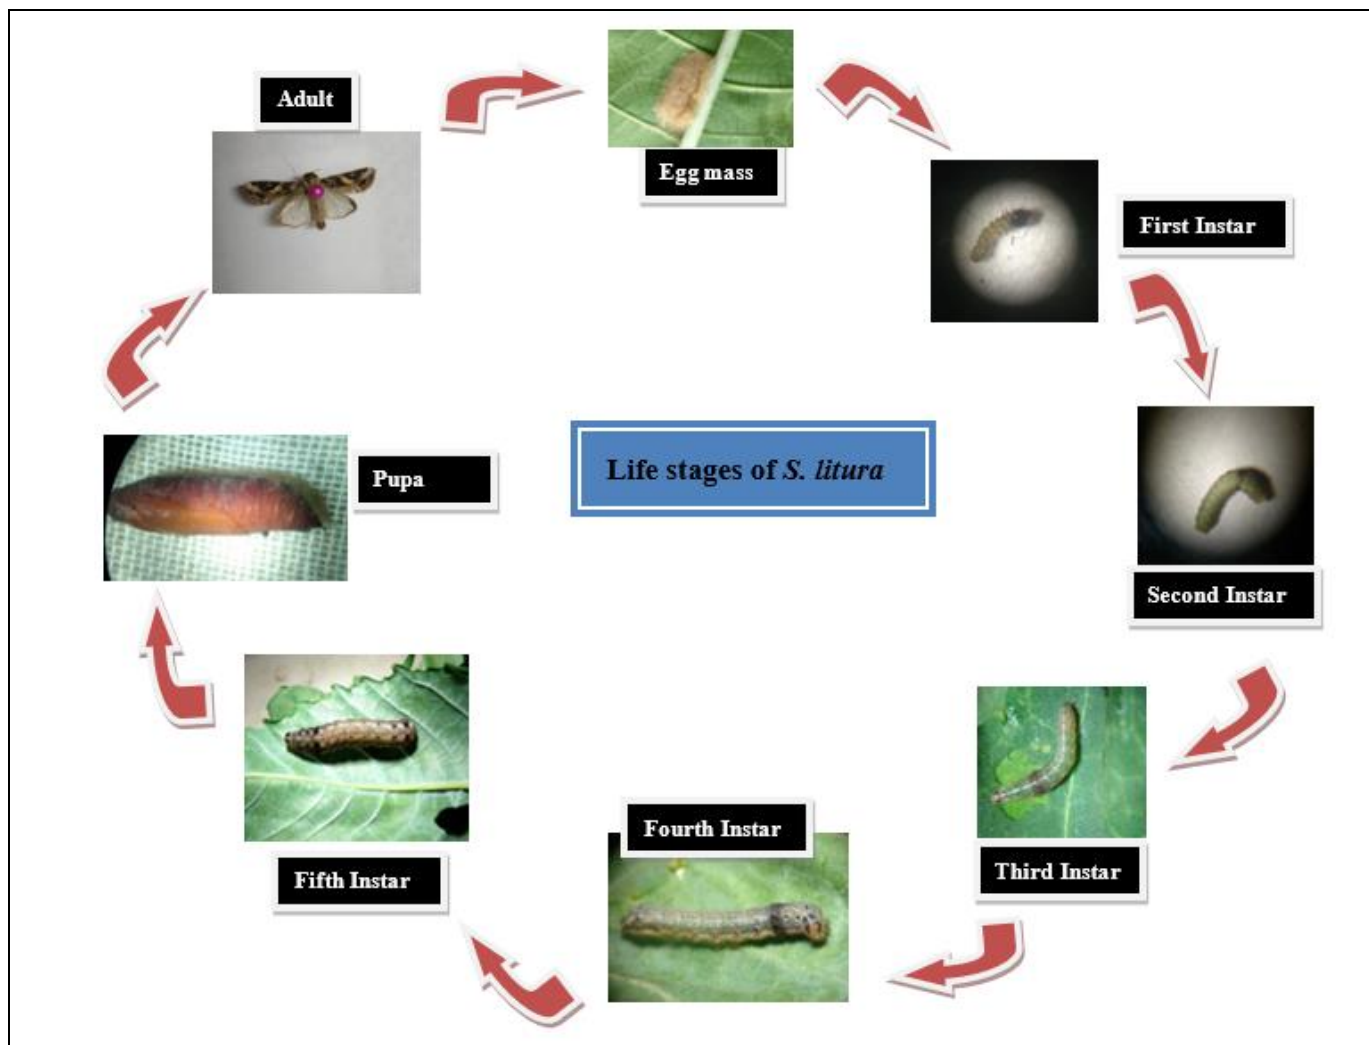 Adult
Egg mass
First Instar
Pupa
Life stages of S. litura
Second Instar
Fourth Instar
Third Instar
Fifth Instar